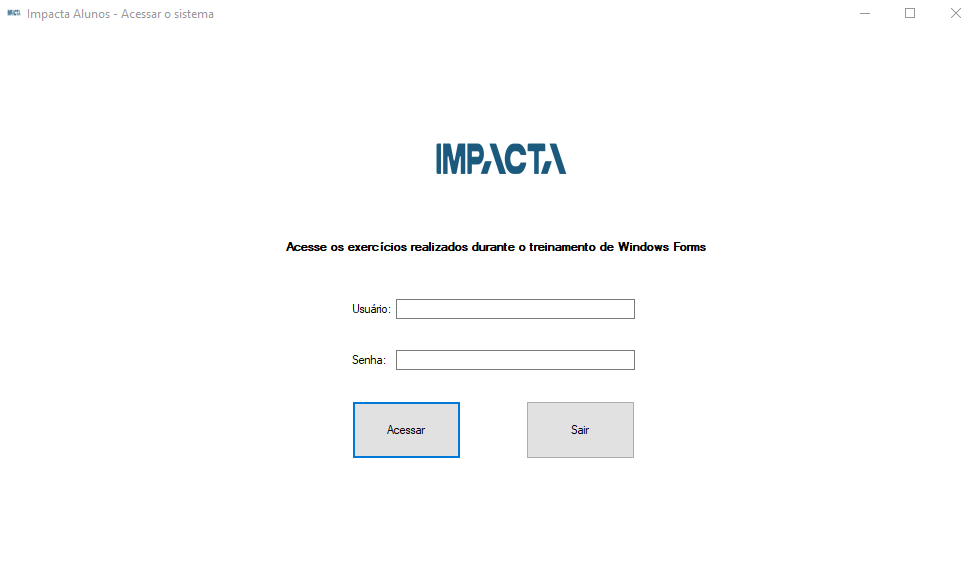 Impacta Alunos - Acessar o sistema
IMPACTA
Acesse os exercícios realizados durante o treinamento de Windows Forms
Usuário:
Senha:
Acessar
Sair